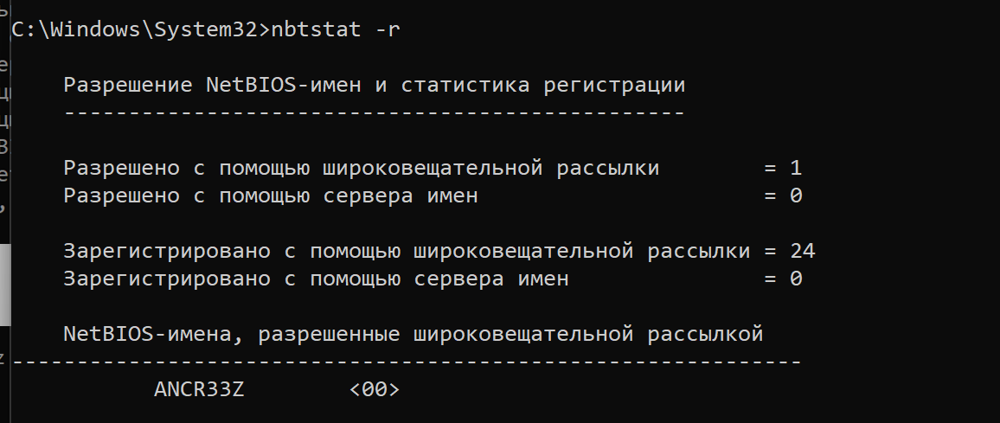 C:\Windows\System32>nbtstat -r
Разрешение NetBIOS-имен и статистика регистрации
------------------------------------------------
Разрешено с помощью широковещательной рассылки        = 1
Разрешено с помощью сервера имен                      = 0
Зарегистрировано с помощью широковещательной рассылки = 24
Зарегистрировано с помощью сервера имен               = 0
NetBIOS-имена, разрешенные широковещательной рассылкой
-------------------------------------------------------------
ANCR33Z        <00>